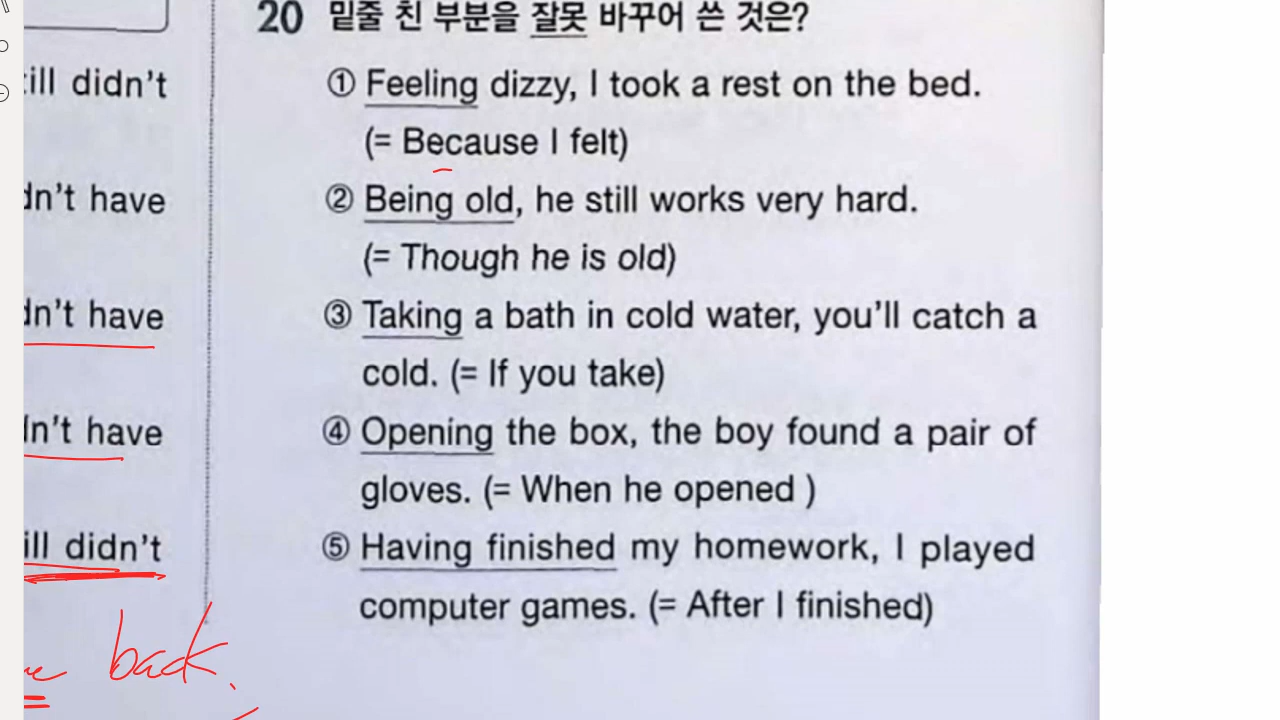 20 밑줄 친 부분을 잘못 바꾸어 쓴 것은?
① Feeling dizzy, I took a rest on the bed.
(= Because I felt)
② Being old, he still works very hard.
(= Though he is old)
③ Taking a bath in cold water, you'll catch a
cold. (= If you take)
④ Opening the box, the boy found a pair of
gloves. (= When he opened )
⑤ Having finished my homework, I played
computer games. (= After I finished)
ill didn't
dn't have
dn't have
n't have
ill didn't
back.